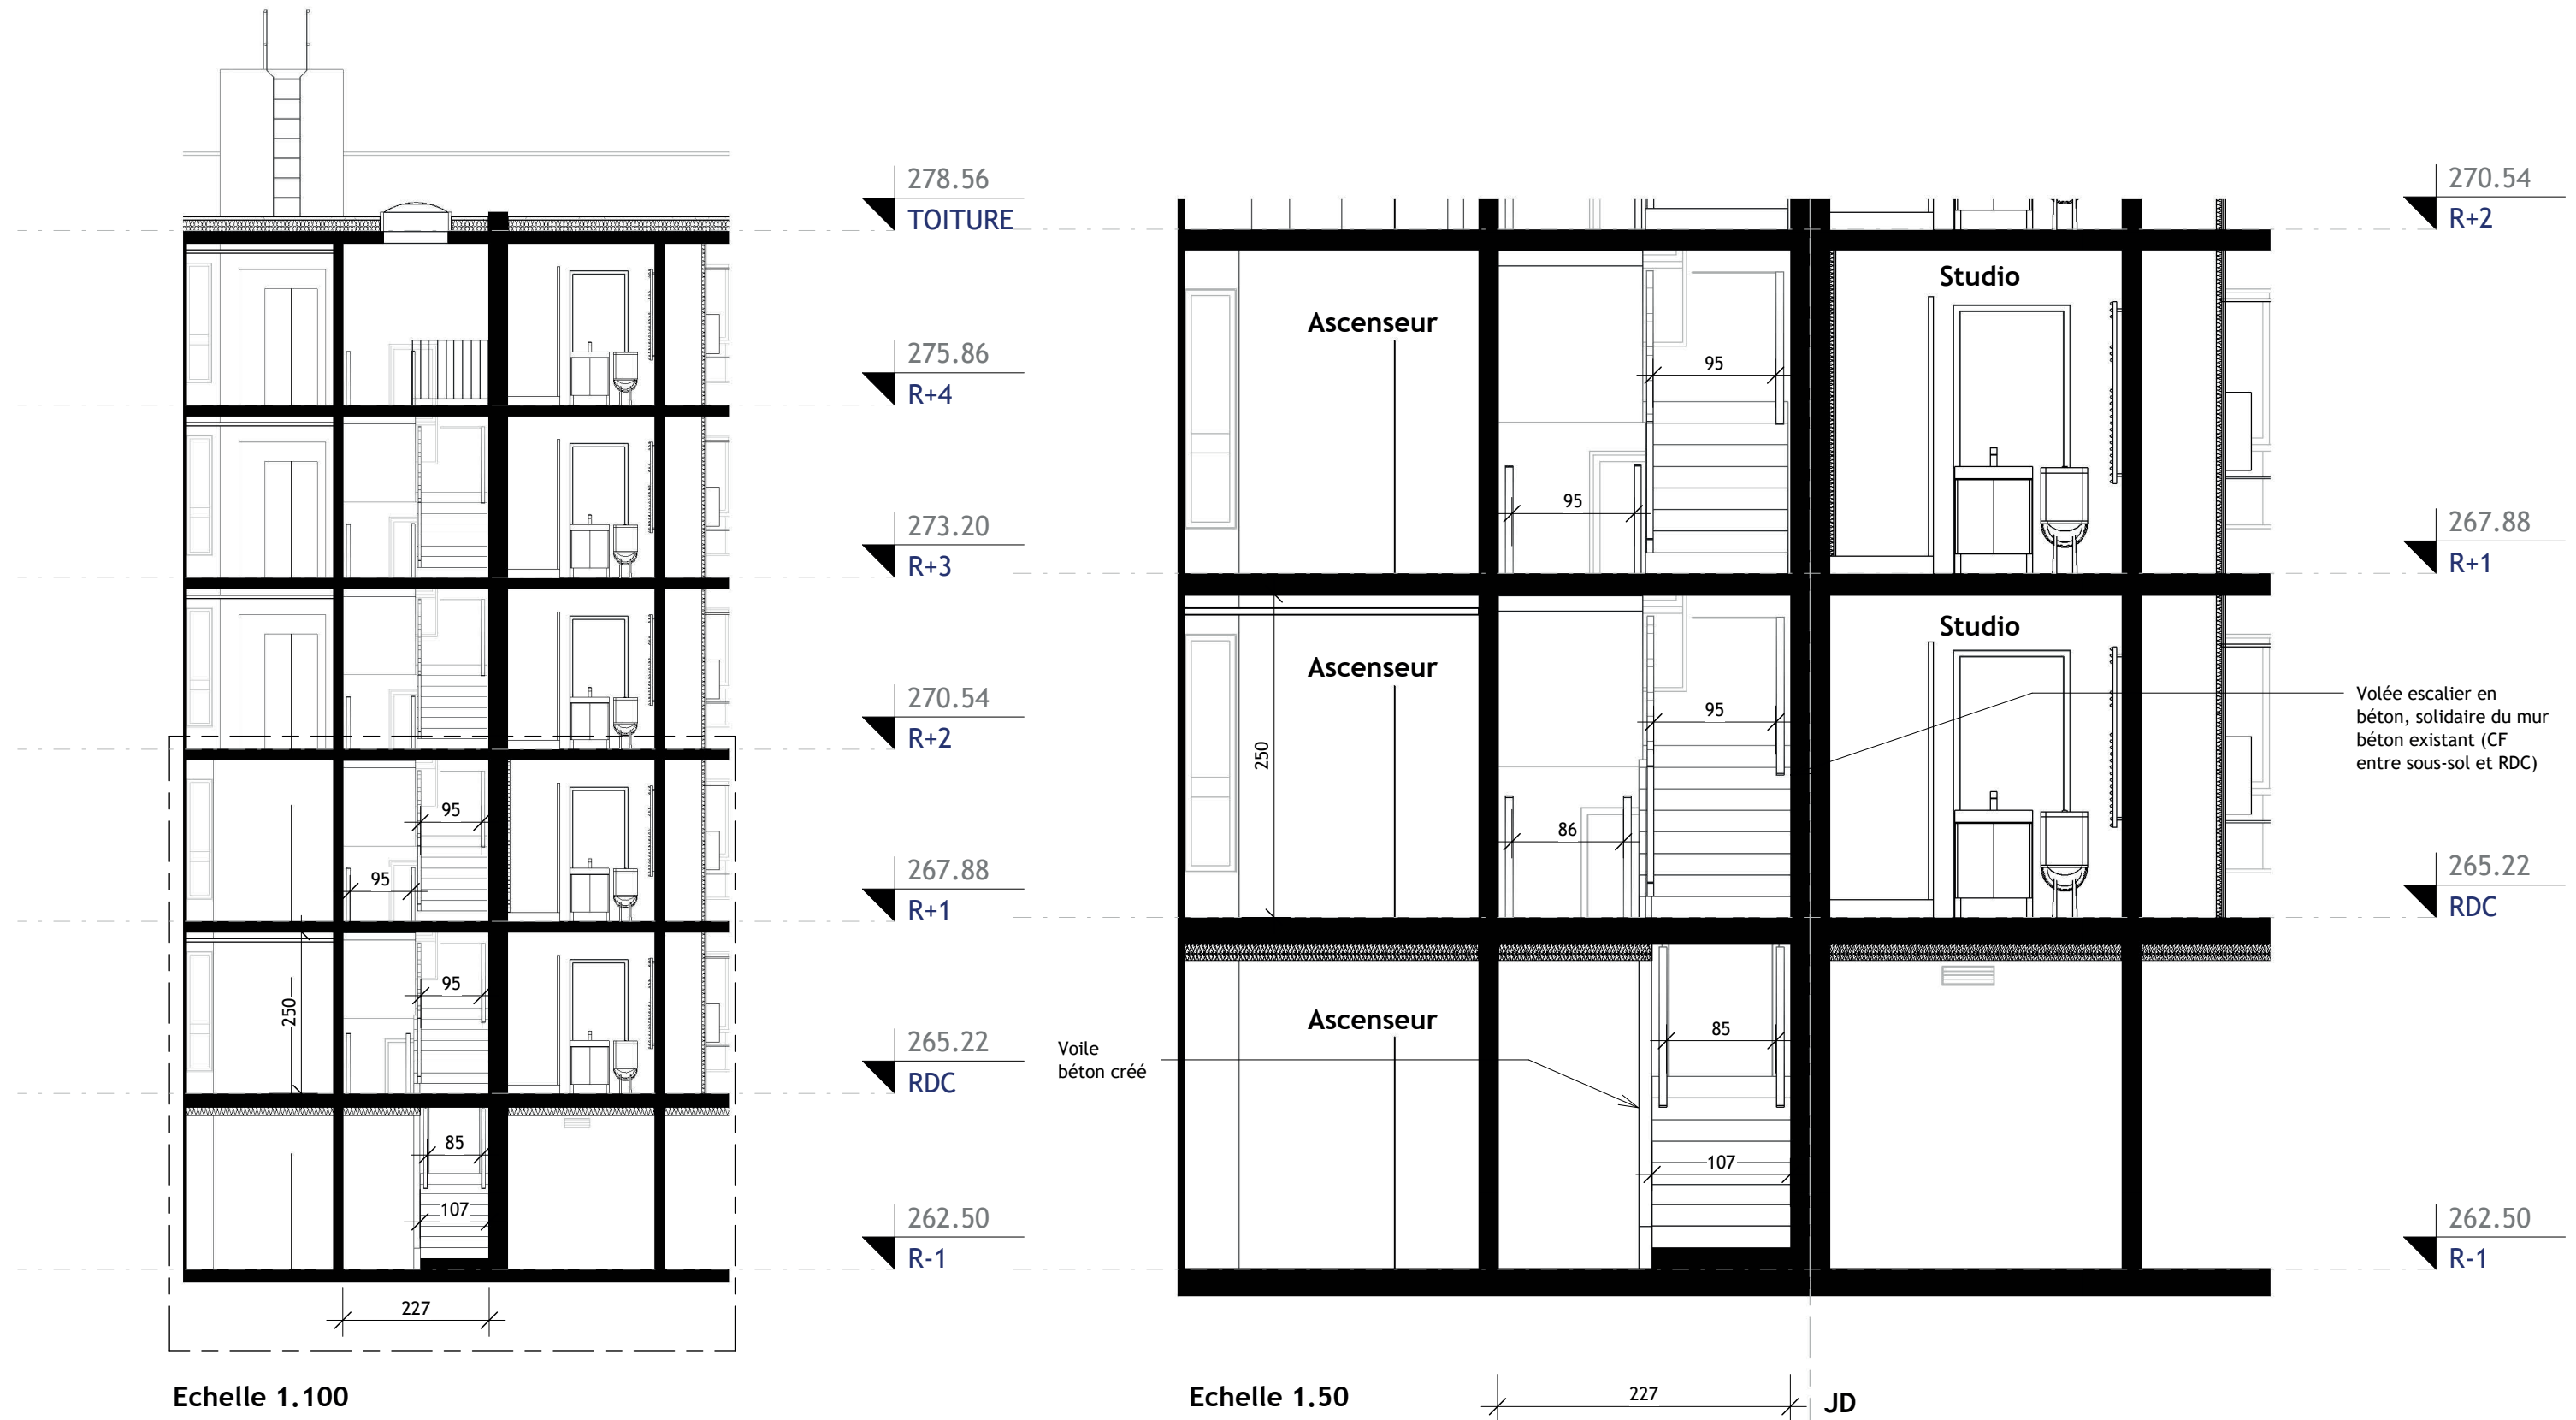 278.56
TOITURE
275.86
R+4
273.20
R+3
270.54
R+2
95
95
267.88
R+1
95
250
265.22
RDC
85
107
262.50
R-1
227
Echelle 1.100
270.54
R+2
Studio
Ascenseur
95
95
267.88
R+1
Studio
Ascenseur
95
250
86
Volée escalier en
béton, solidaire du mur
béton existant (CF
entre sous-sol et RDC)
265.22
RDC
Ascenseur
85
Voile
béton créé
107
262.50
R-1
Echelle 1.50
227
JD